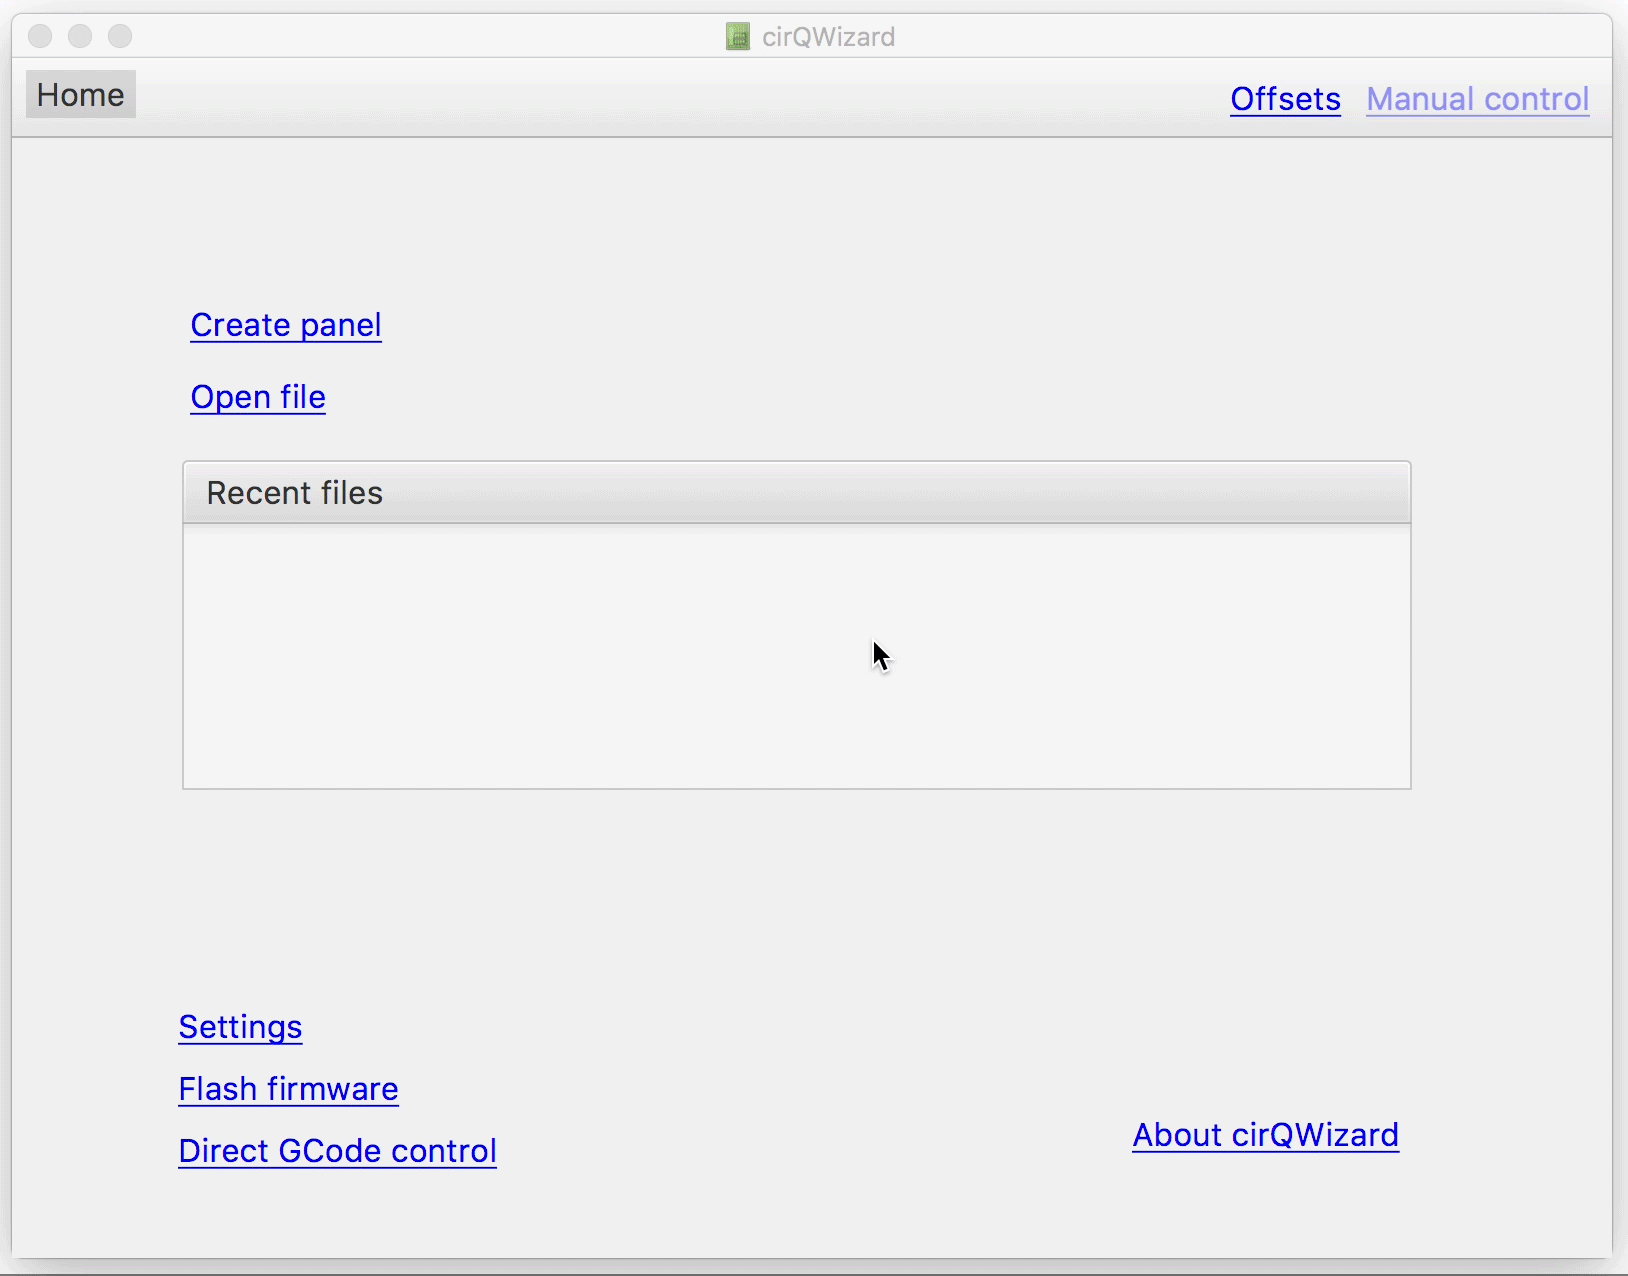 cirQWizard
Home
Offsets Manual control
Create panel
Open file
Recent files
Settings
Flash firmware
Direct GCode control
About cirQWizard